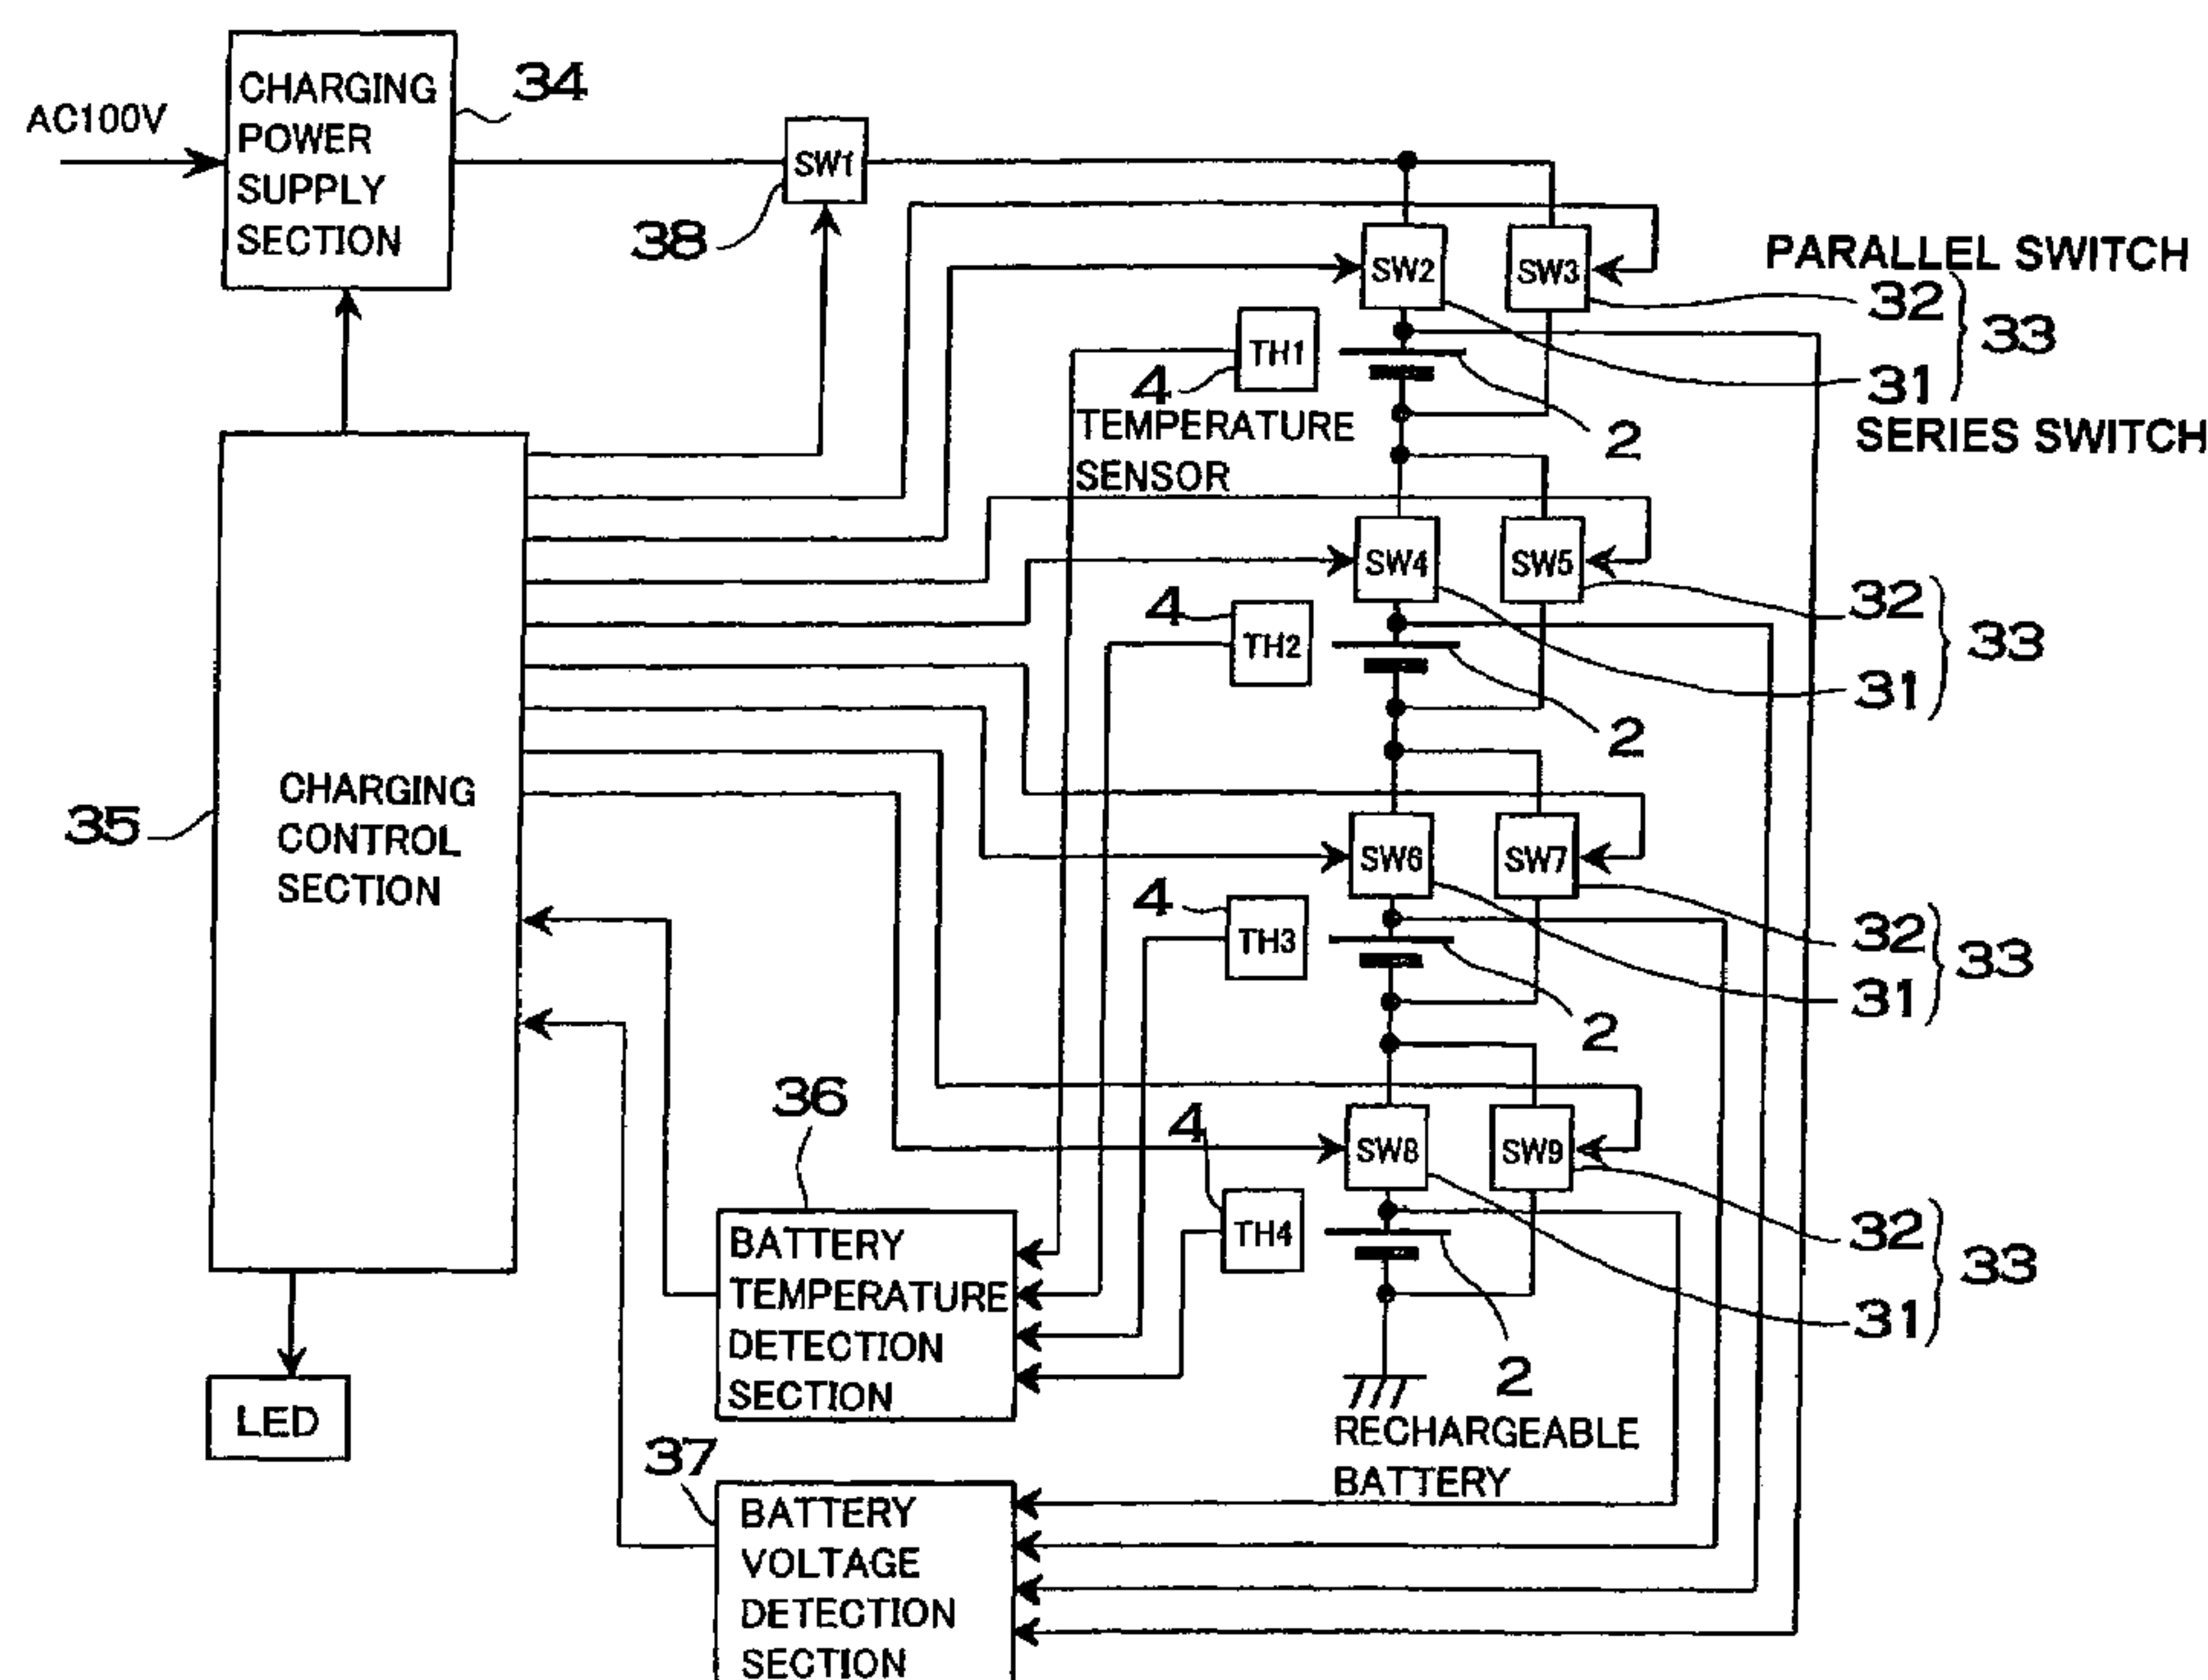 CHARGING
POWER
SUPPLY
SECTION
34
AC100V
SW1
38
SW2
SW3
PARALLEL SWITCH
32
33
31
SERIES SWITCH
TH1
4
TEMPERATURE
SENSOR
2
SW4
SW5
4
TH2
32
33
31
2
35
CHARGING
CONTROL
SECTION
SW6
SW7
4
TH3
32
33
31
2
36
4
SW8
SW9
TH4
32
33
31
BATTERY
TEMPERATURE
DETECTION
SECTION
2
RECHARGEABLE
BATTERY
LED
37
BATTERY
VOLTAGE
DETECTION
SECTION